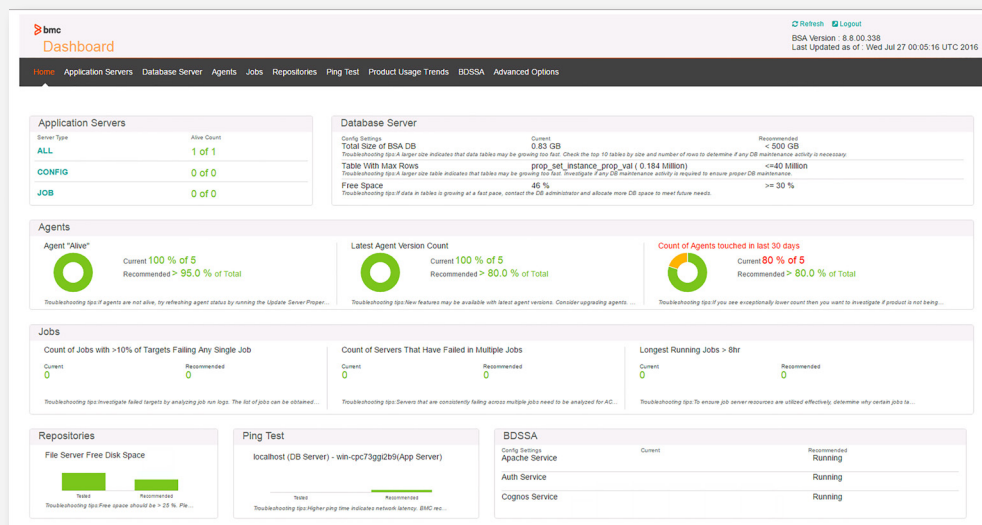 bmc
Dashboard
Refresh Logout
BSA Version : 8.8.00.338
Last Updated as of : Wed Jul 27 00:05:16 UTC 2016
Home Application Servers Database Server Agents Jobs Repositories Ping Test Product Usage Trends BDSSA Advanced Options
Application Servers
Server Type Alive Count
ALL 1 of 1
CONFIG 0 of 0
JOB 0 of 0
Database Server
Config Settings Current Recommended
Total Size of BSA DB 0.83 GB < 500 GB
Troubleshooting tips:A larger size indicates that data tables may be growing too fast. Check the top 10 tables by size and number of rows to determine if any DB maintenance activity is necessary.
Table With Max Rows prop_set_instance_prop_val ( 0.184 Million) <=40 Million
Troubleshooting tips:A larger size table indicates that tables may be growing too fast. Investigate if any DB maintenance activity is required to ensure proper DB maintenance.
Free Space 46 % >= 30 %
Troubleshooting tips:If data in tables is growing at a fast pace, contact the DB administrator and allocate more DB space to meet future needs.
Agents
Agent "Alive"
Current 100 % of 5
Recommended > 95.0 % of Total
Troubleshooting tips:If agents are not alive, try refreshing agent status by running the Update Server Proper...
Latest Agent Version Count
Current 100 % of 5
Recommended > 80.0 % of Total
Troubleshooting tips:New features may be available with latest agent versions. Consider upgrading agents: ...
Count of Agents touched in last 30 days
Current 80 % of 5
Recommended > 80.0 % of Total
Troubleshooting tips:If you see exceptionally lower count then you want to investigate if product is not being...
Jobs
Count of Jobs with >10% of Targets Failing Any Single Job
Current Recommended
0 0
Troubleshooting tips:Investigate failed targets by analyzing job run logs. The list of jobs can be obtained...
Count of Servers That Have Failed in Multiple Jobs
Current Recommended
0 0
Troubleshooting tips:Servers that are consistently failing across multiple jobs need to be analyzed for AC...
Longest Running Jobs > 8hr
Current Recommended
0 0
Troubleshooting tips:To ensure job server resources are utilized effectively, determine why certain jobs ta...
Repositories
File Server Free Disk Space
Tested Recommended
Troubleshooting tips:Free space should be > 25 %. Ple...
Ping Test
localhost (DB Server) - win-cpc73ggi2b9(App Server)
Tested Recommended
Troubleshooting tips:Higher ping time indicates network latency. BMC rec...
BDSSA
Config Settings Current Recommended
Apache Service Running
Auth Service Running
Cognos Service Running